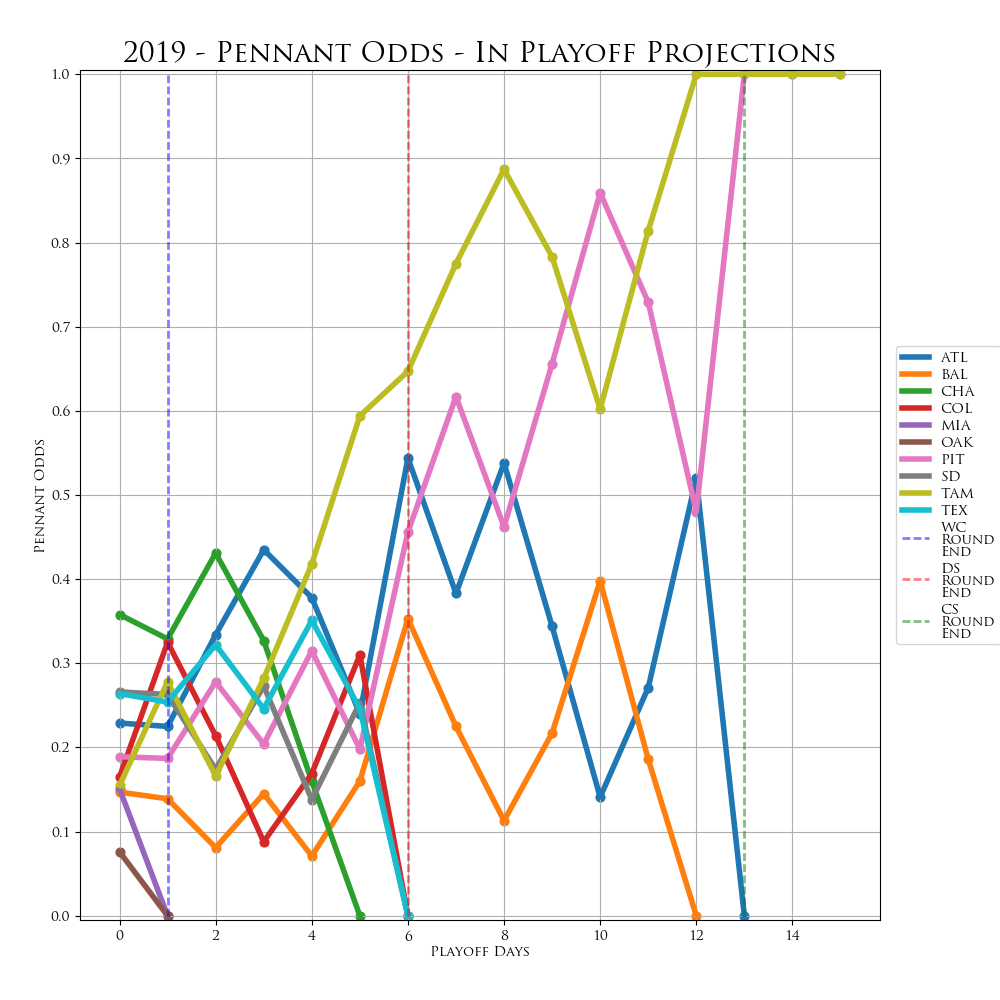 2019 - Pennant Odds - In Playoff Projections
1.0
0.9
0.8
0.7
0.6
0.5
0.4
0.3
0.2
0.1
0.0
Pennant Odds
0 2 4 6 8 10 12 14
Playoff Days
ATL
BAL
CHA
COL
MIA
OAK
PIT
SD
TAM
TEX
WC
Round
End
DS
Round
End
CS
Round
End